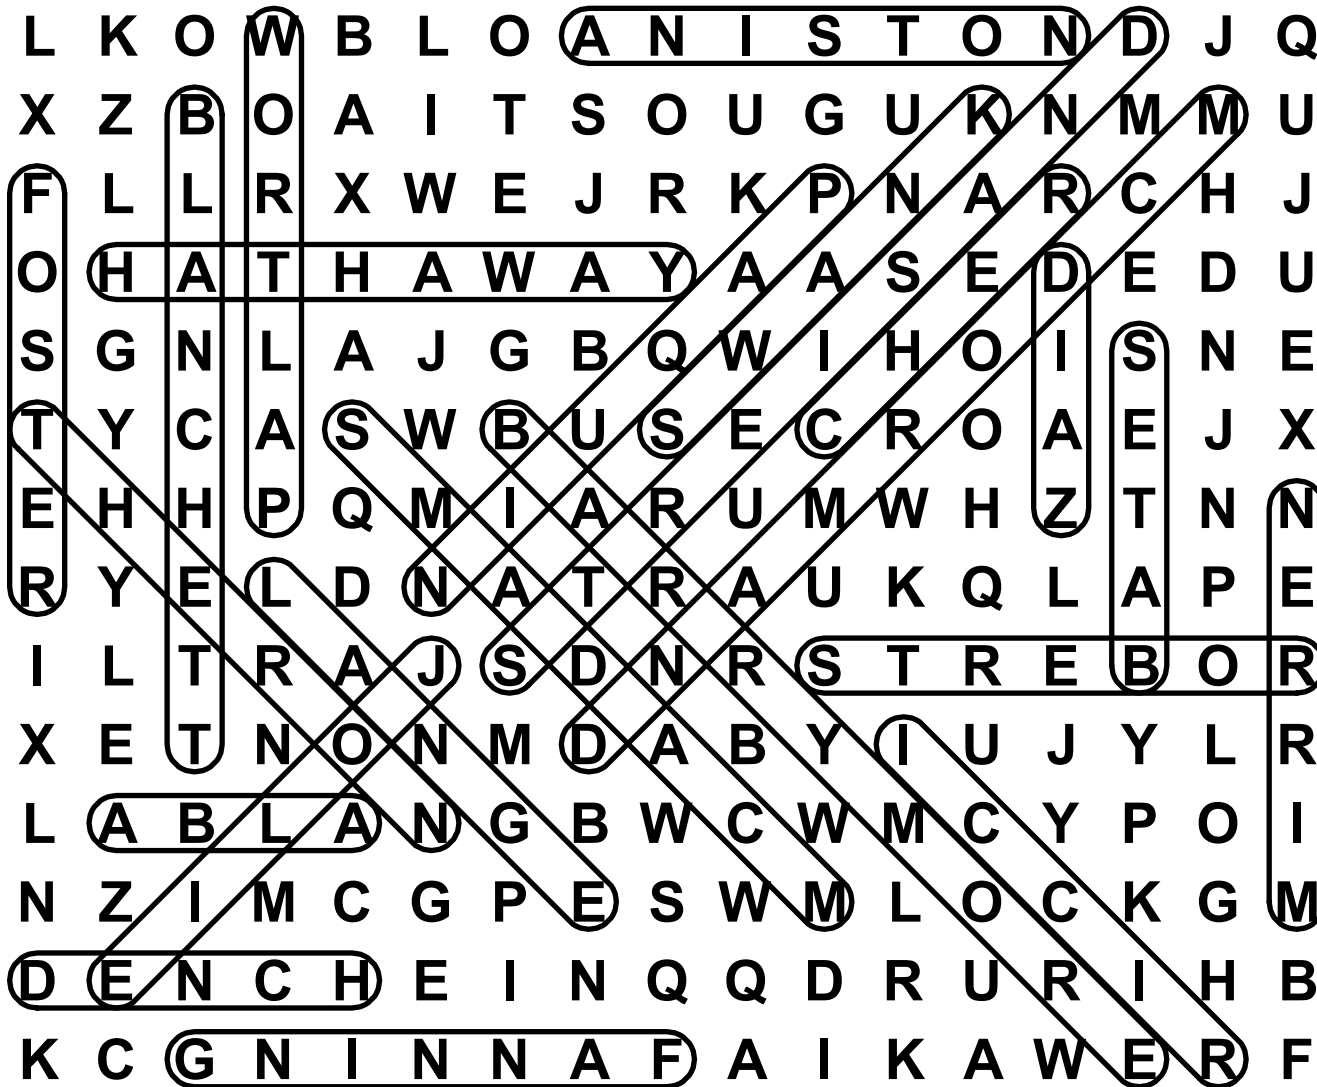 L K O W B L O A N I S T O N D J Q
X Z B O A I T S O U G U K N M M U
F L L R X W E J R K P N A R C H J
O H A T H A W A Y A A S E D E D U
S G N L A J G B Q W I H O I S N E
T Y C A S W B U S E C R O A E J X
E H H P Q M I A R U M W H Z T N N
R Y E L D N A T R A U K Q L A P E
I L T R A J S D N R S T R E B O R
X E T N O N M D A B Y I U J Y L R
L A B L A N G B W C W M C Y P O I
N Z I M C G P E S W M L O C K G M
D E N C H E I N Q Q D R U R I H B
K C G N I N N A F A I K A W E R F